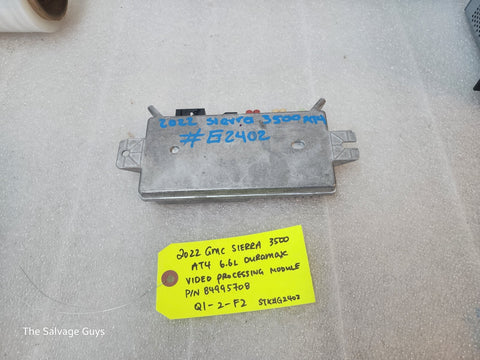 2022 Sierra 3500 AT4
#G2402
2022 GMC SIERRA 3500
AT4 6.6L DURAMAX
VIDEO PROCESSING MODULE
P/N 84995708
Q1-2-F2 STK#G2402
The Salvage Guys